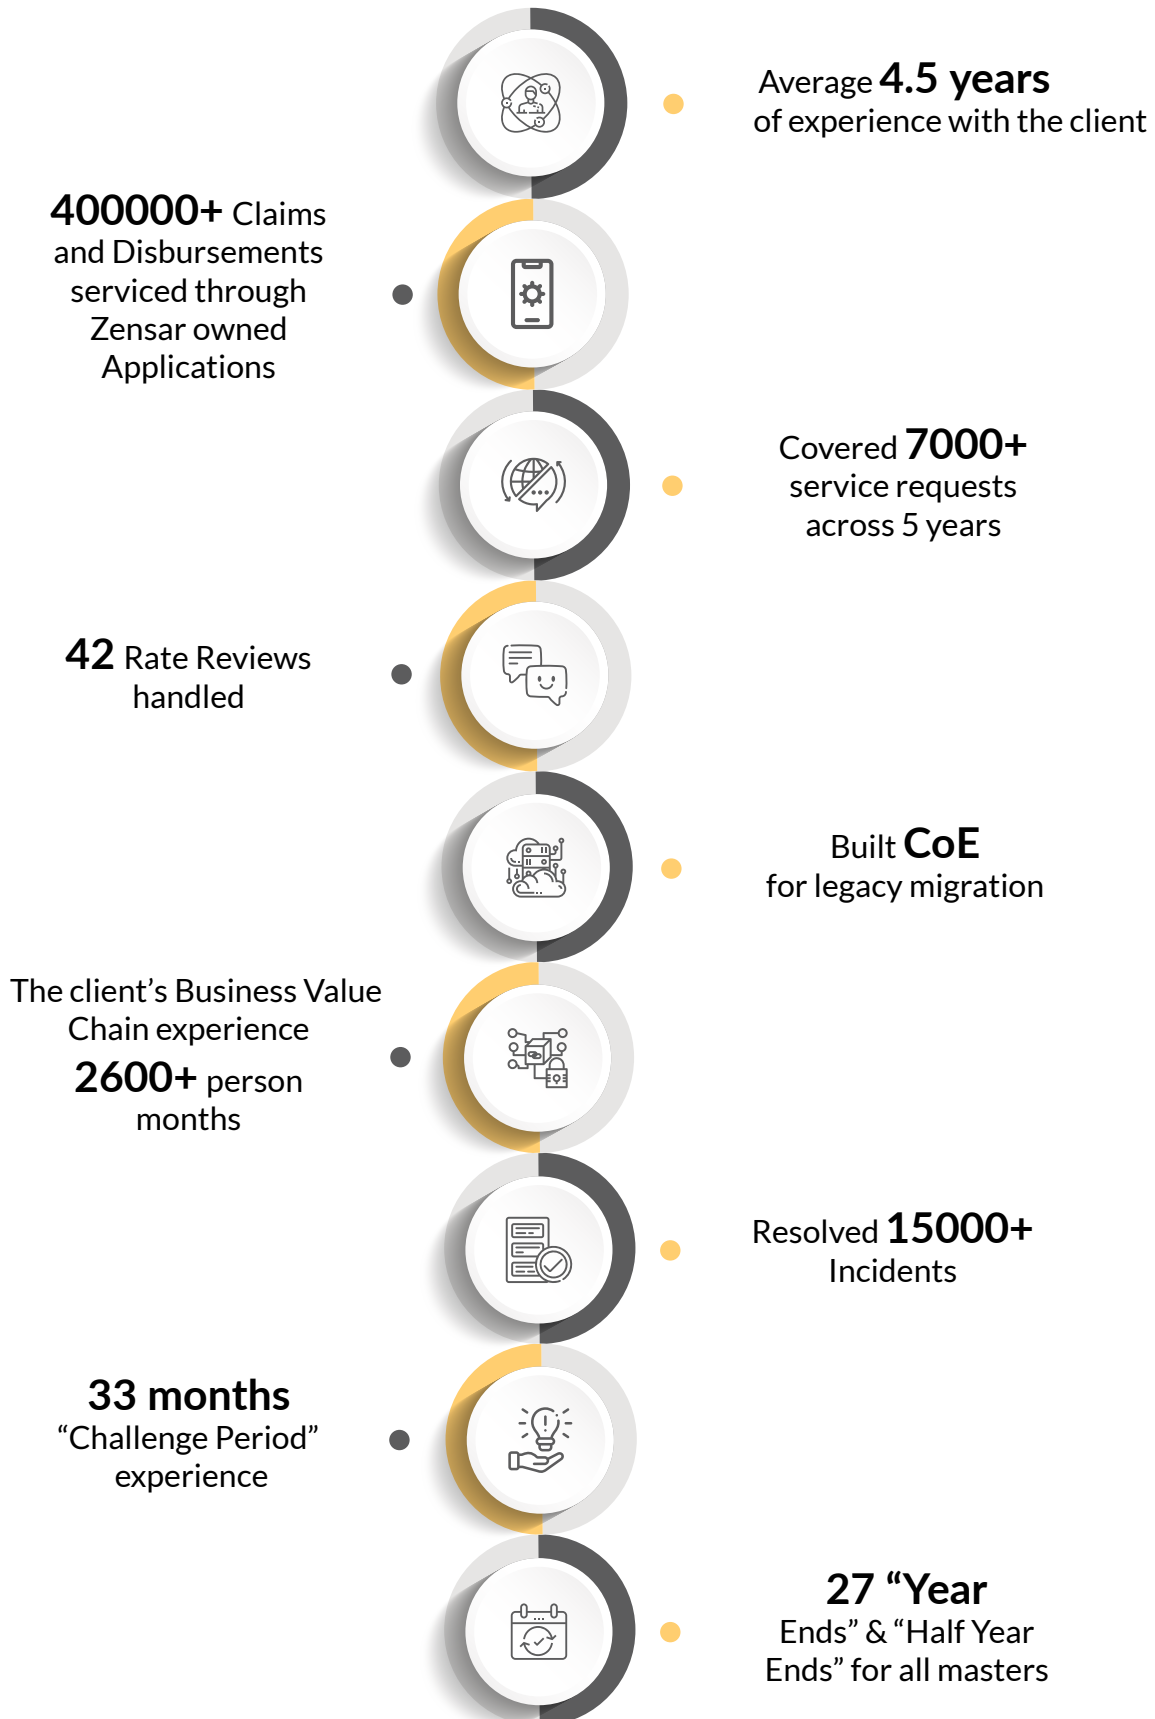 Average 4.5 years
of experience with the client
400000+ Claims
and Disbursements
serviced through
Zensar owned
Applications
Covered 7000+
service requests
across 5 years
42 Rate Reviews
handled
Built CoE
for legacy migration
The client’s Business Value
Chain experience
2600+ person
months
Resolved 15000+
Incidents
33 months
“Challenge Period”
experience
27 “Year
Ends” & “Half Year
Ends” for all masters